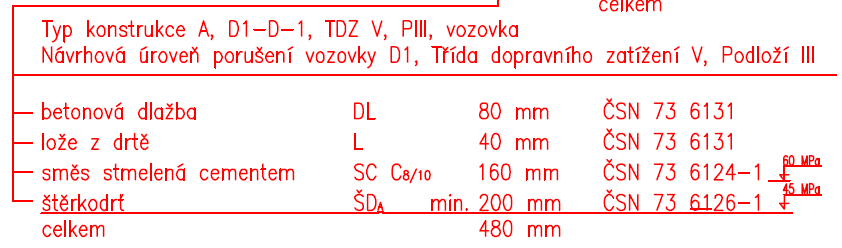 celkem
Typ konstrukce A, D1-D-1, TDZ V, PIII, vozovka
Návrhová úroveň porušení vozovky D1, Třída dopravního zatížení V, Podloží III
betonová dlažba DL 80 mm ČSN 73 6131
lože z drtě L 40 mm ČSN 73 6131
směs stmelená cementem SC C8/10 160 mm ČSN 73 6124-1 60 MPa
štěrkodrť ŠDA min. 200 mm ČSN 73 6126-1 45 MPa
celkem 480 mm